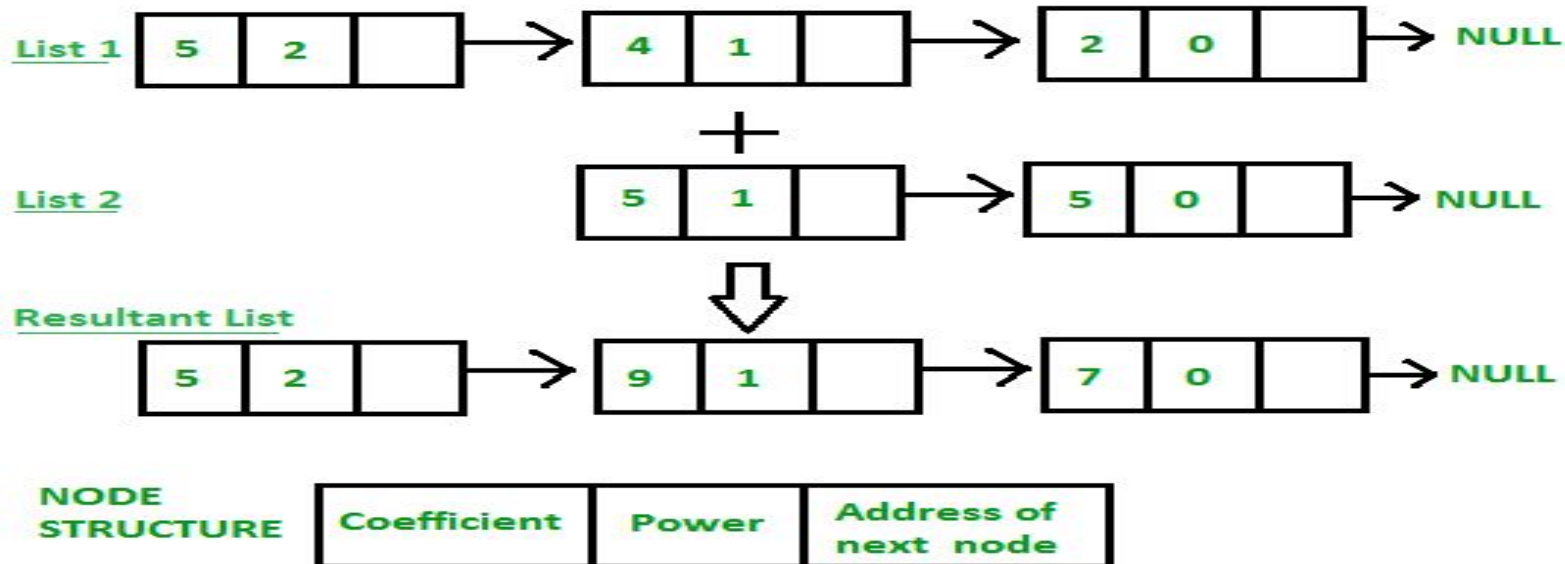 List 1 5 2 4 1 2 0 NULL
+
List 2 5 1 5 0 NULL
Resultant List
5 2 9 1 7 0 NULL
NODE
STRUCTURE
Coefficient Power
Address of
next node